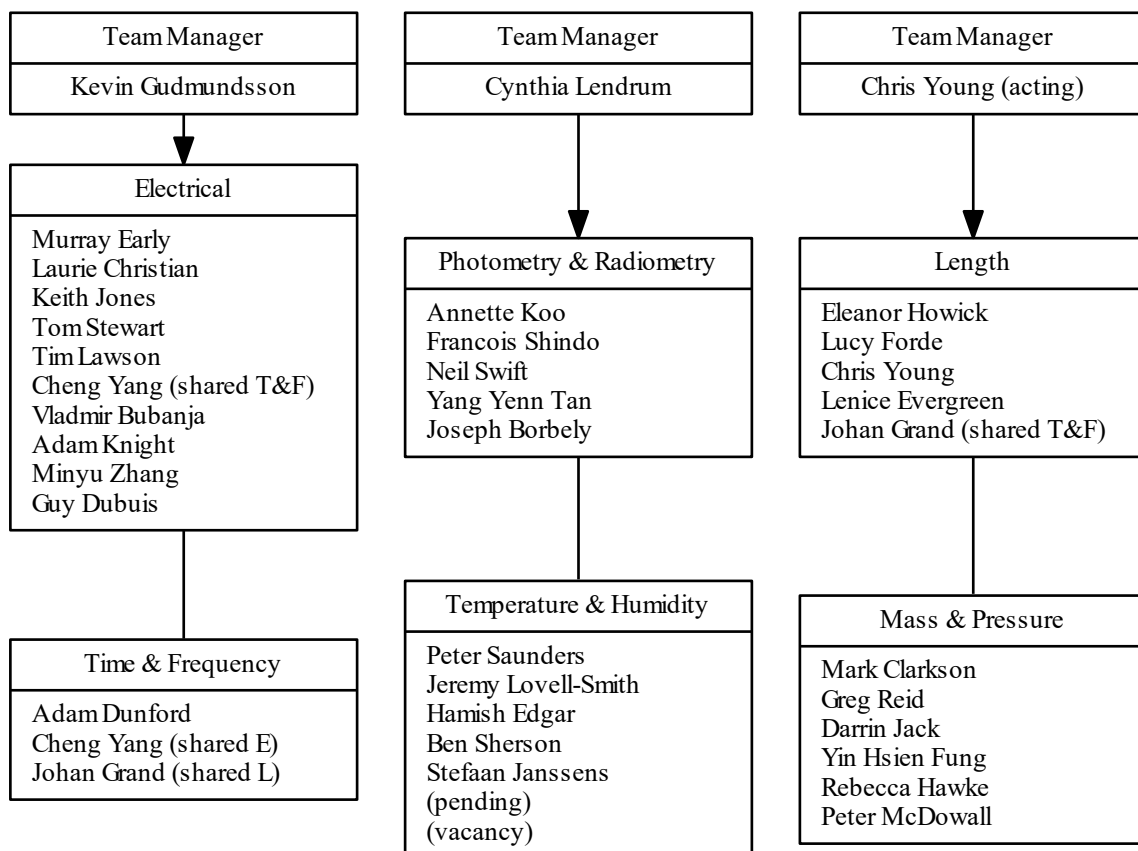 Team Manager
Kevin Gudmundsson
Electrical
Murray Early
Laurie Christian
Keith Jones
Tom Stewart
Tim Lawson
Cheng Yang (shared T&F)
Vladmir Bubanja
Adam Knight
Minyu Zhang
Guy Dubuis
Time & Frequency
Adam Dunford
Cheng Yang (shared E)
Johan Grand (shared L)
Team Manager
Cynthia Lendrum
Photometry & Radiometry
Annette Koo
Francois Shindo
Neil Swift
Yang Yenn Tan
Joseph Borbely
Temperature & Humidity
Peter Saunders
Jeremy Lovell-Smith
Hamish Edgar
Ben Sherson
Stefaan Janssens
(pending)
(vacancy)
Team Manager
Chris Young (acting)
Length
Eleanor Howick
Lucy Forde
Chris Young
Lenice Evergreen
Johan Grand (shared T&F)
Mass & Pressure
Mark Clarkson
Greg Reid
Darrin Jack
Yin Hsien Fung
Rebecca Hawke
Peter McDowall